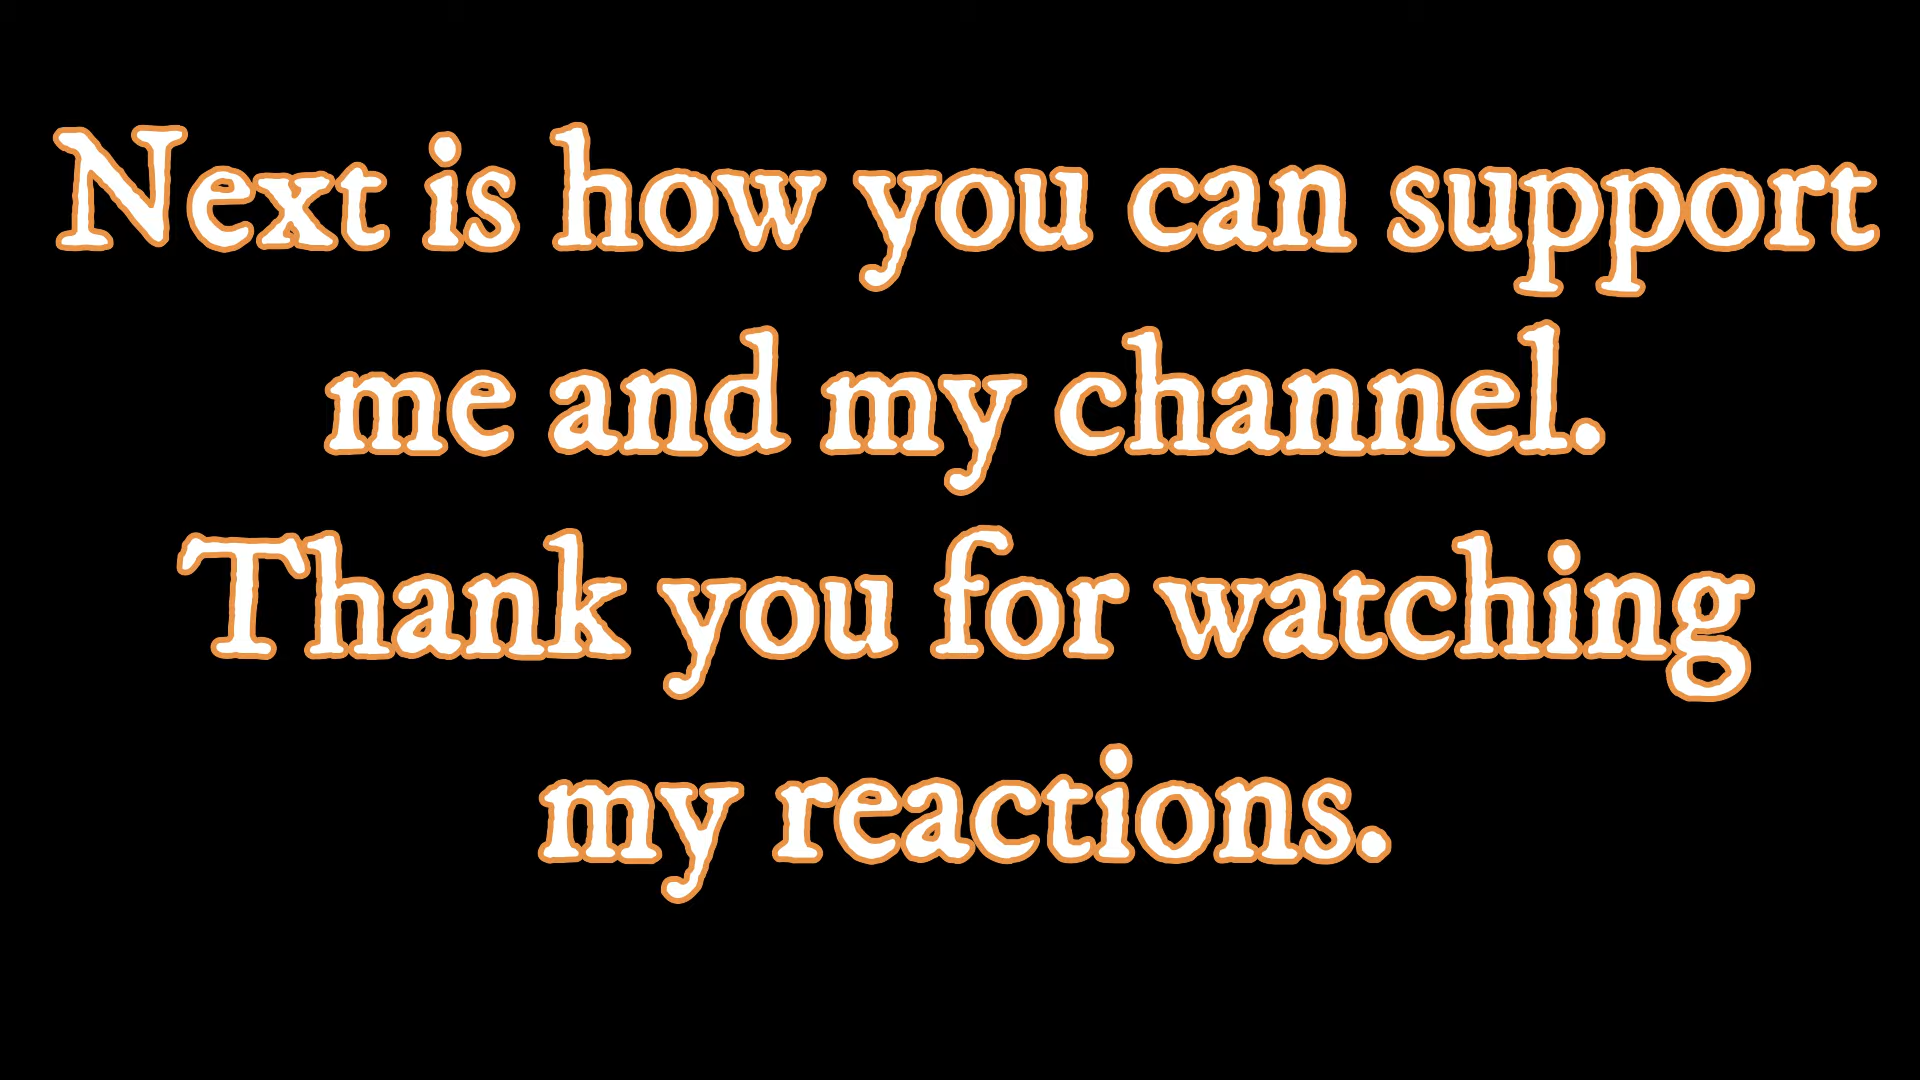 Next is how you can support
me and my channel.
Thank you for watching
my reactions.